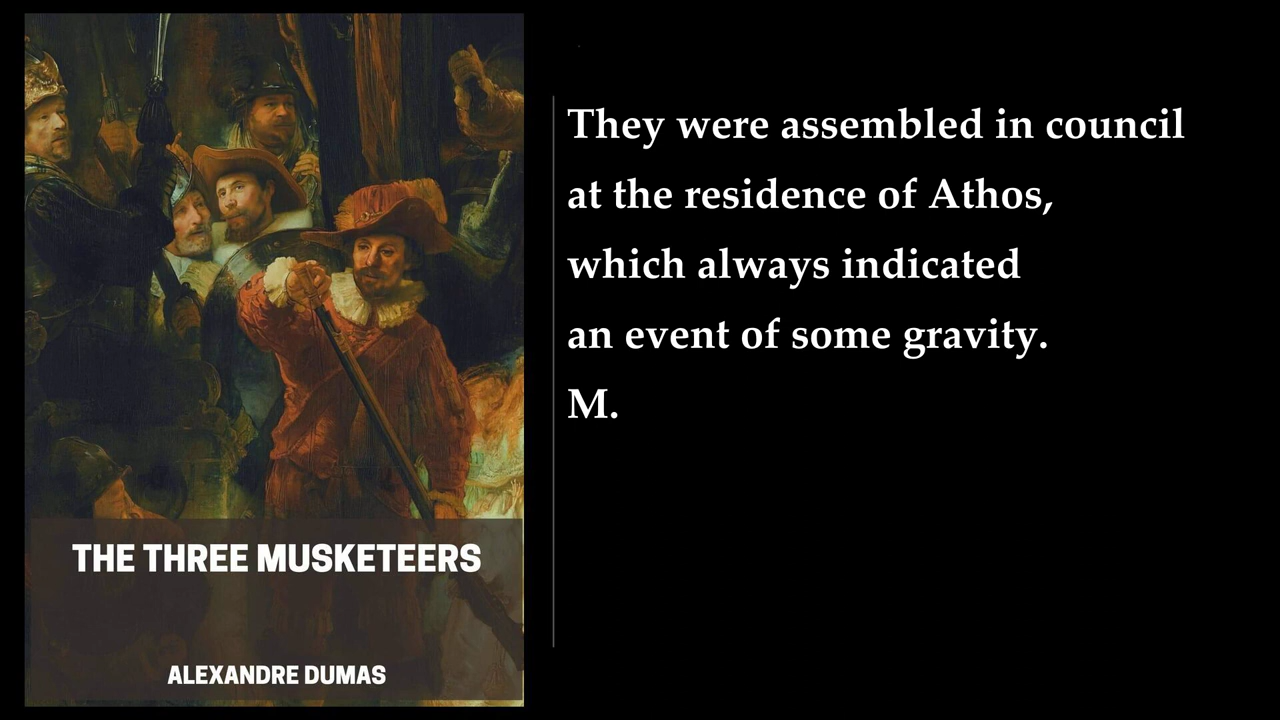 They were assembled in council
at the residence of Athos,
which always indicated
an event of some gravity.
M.
THE THREE MUSKETEERS
ALEXANDRE DUMAS